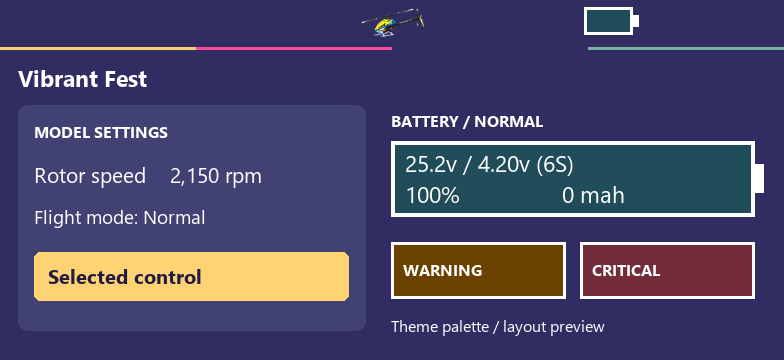 Vibrant Fest
MODEL SETTINGS
Rotor speed 2,150 rpm
Flight mode: Normal
Selected control
BATTERY / NORMAL
25.2v / 4.20v (6S)
100% 0 mah
WARNING
CRITICAL
Theme palette / layout preview